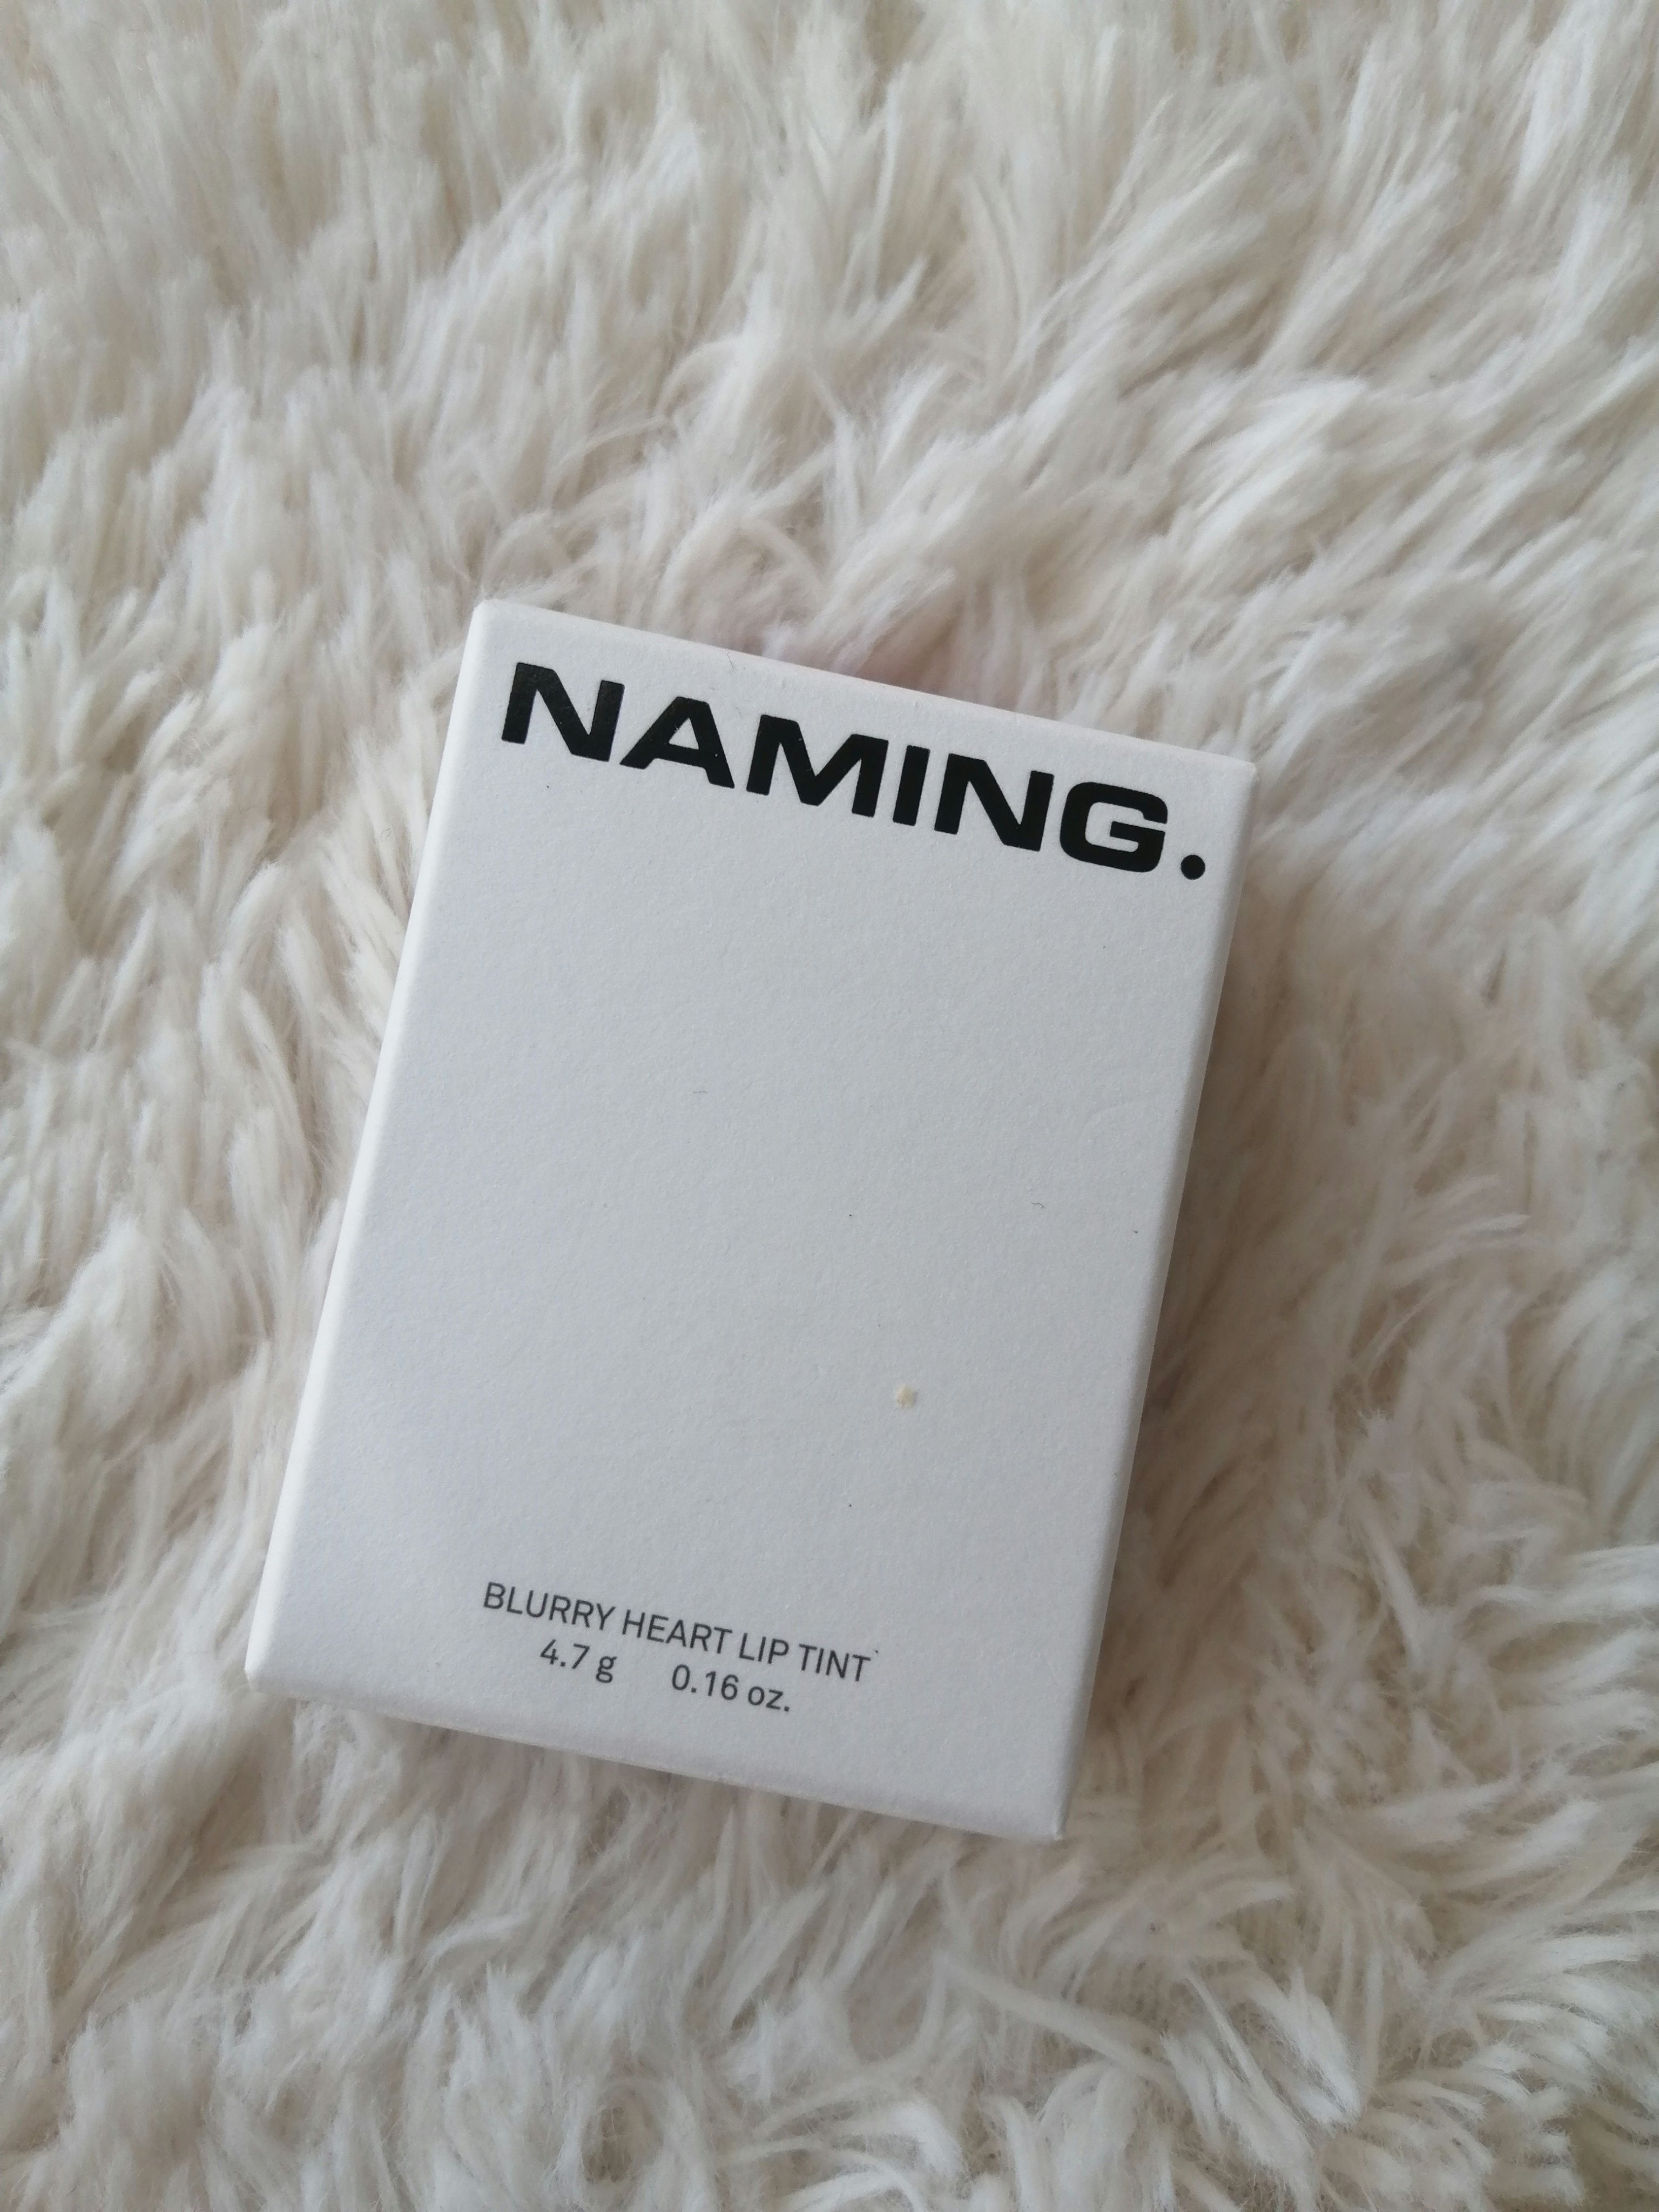 NAMING.
BLURRY HEART LIP TINT
4.7 g 0.16 oz.